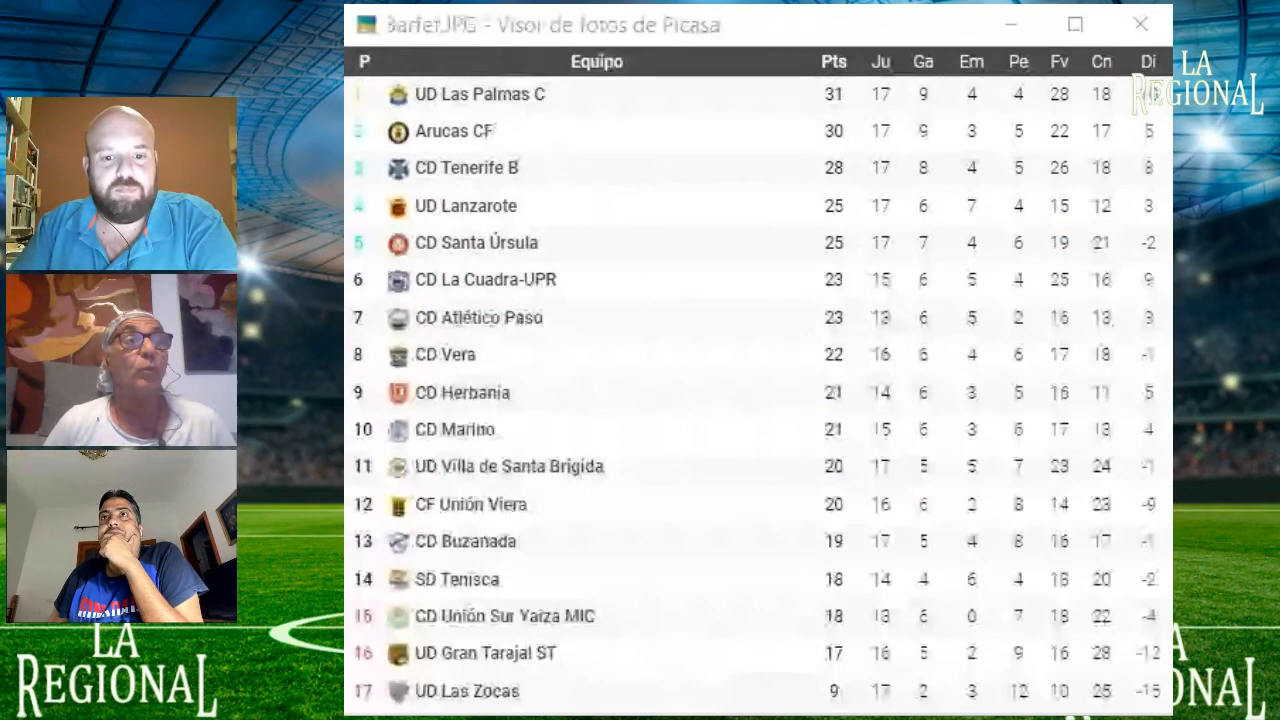 - Visor de fotos de Picasa
P Equipo Pts Ju Ga Em Pe Fv Cn Di
1 UD Las Palmas C 31 17 9 4 4 28 18
2 Arucas CF 30 17 9 3 5 22 17 5
3 CD Tenerife B 28 17 8 4 5 26 18 8
4 UD Lanzarote 25 17 6 7 4 15 12 3
5 CD Santa Úrsula 25 17 7 4 6 19 21 -2
6 CD La Cuadra-UPR 23 15 6 5 4 25 16 9
7 CD Atlético Paso 23 13 6 5 2 16 13 3
8 CD Vera 22 16 6 4 6 17 18 -1
9 CD Herbania 21 14 6 3 5 16 11 5
10 CD Marino 21 15 6 3 6 17 13 4
11 UD Villa de Santa Brígida 20 17 5 5 7 23 24 -1
12 CF Unión Viera 20 16 6 2 8 14 23 -9
13 CD Buzanada 19 17 5 4 8 16 17 -1
14 SD Tenisca 18 14 4 6 4 18 20 -2
15 CD Unión Sur Yaiza MIC 18 13 6 0 7 18 22 -4
16 UD Gran Tarajal ST 17 16 5 2 9 16 28 -12
17 UD Las Zocas 9 17 2 3 12 10 25 -15
LA
REGIONAL
LA
REGIONAL